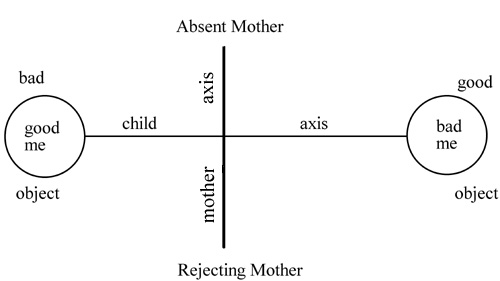 Absent Mother
bad
good
axis
good
me
child
axis
bad
me
object
mother
object
Rejecting Mother